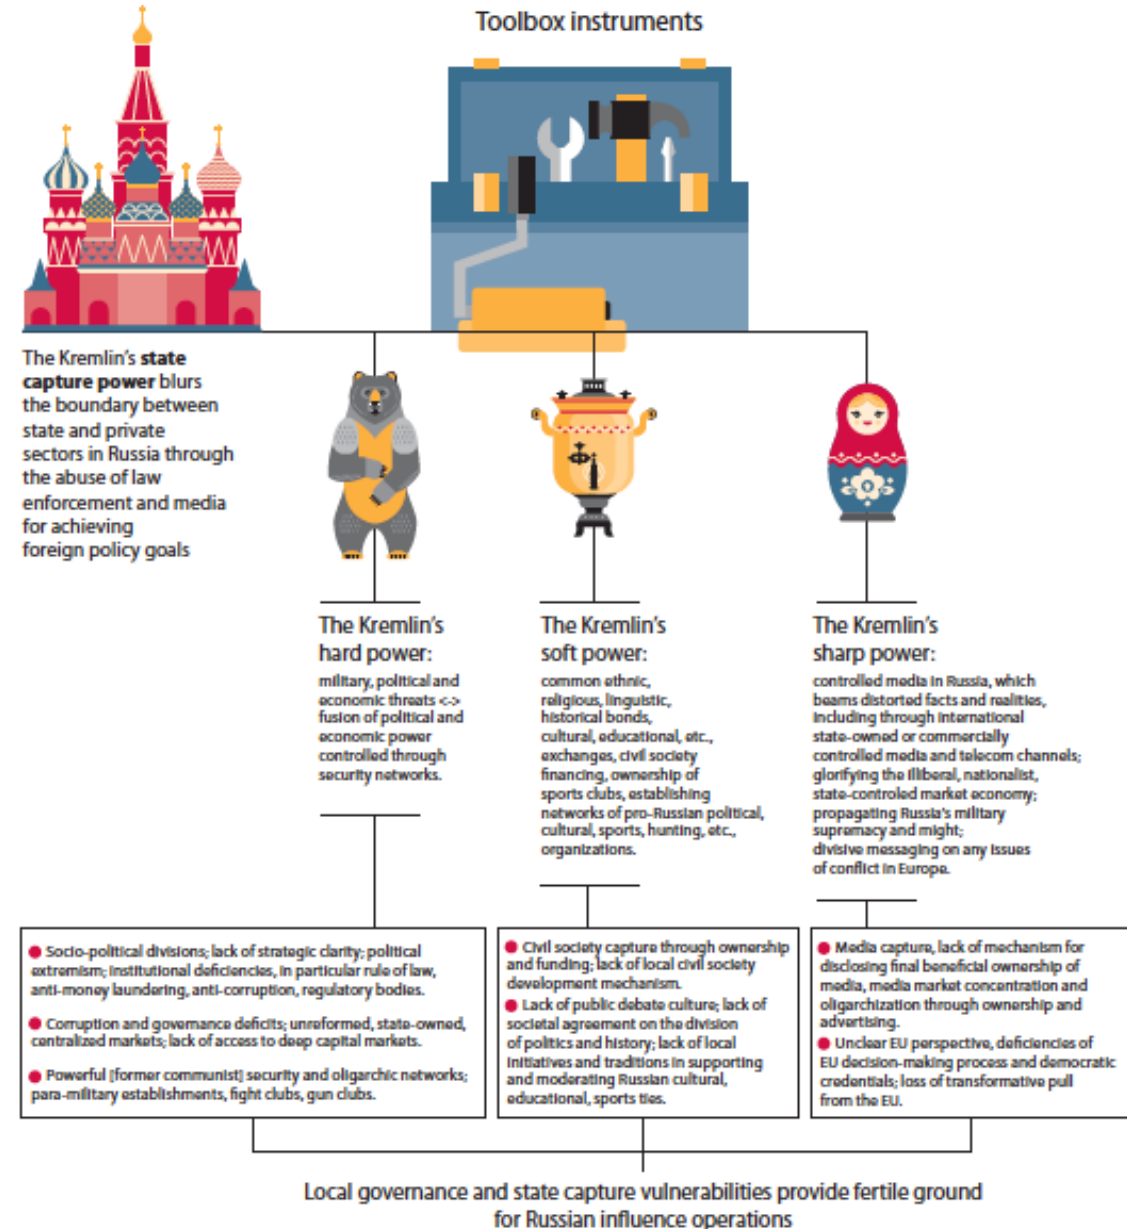 Toolbox instruments
The Kremlin's state
capture power blurs
the boundary between
state and private
sectors in Russia through
the abuse of law
enforcement and media
for achieving
foreign policy goals
The Kremlin's
hard power:
military, political and
economic threats <->
fusion of political and
economic power
controlled through
security networks.
The Kremlin's
soft power:
common ethnic,
religious, linguistic,
historical bonds,
cultural, educational, etc.,
exchanges, civil society
financing, ownership of
sports clubs, establishing
networks of pro-Russian political,
cultural, sports, hunting, etc.,
organizations.
The Kremlin's
sharp power:
controlled media in Russia, which
beams distorted facts and realities,
including through international
state-owned or commercially
controlled media and telecom channels;
glorifying the illiberal, nationalist,
state-controled market economy;
propagating Russia's military
supremacy and might;
divisive messaging on any issues
of conflict in Europe.
● Socio-political divisions; lack of strategic clarity; political
extremism; institutional deficiencies, in particular rule of law,
anti-money laundering, anti-corruption, regulatory bodies.
● Corruption and governance deficits; unreformed, state-owned,
centralized markets; lack of access to deep capital markets.
● Powerful [former communist] security and oligarchic networks;
para-military establishments, fight clubs, gun clubs.
● Civil society capture through ownership
and funding; lack of local civil society
development mechanism.
● Lack of public debate culture; lack of
societal agreement on the division
of politics and history; lack of local
initiatives and traditions in supporting
and moderating Russian cultural,
educational, sports ties.
● Media capture, lack of mechanism for
disclosing final beneficial ownership of
media, media market concentration and
oligarchization through ownership and
advertising.
● Unclear EU perspective, deficiencies of
EU decision-making process and democratic
credentials; loss of transformative pull
from the EU.
Local governance and state capture vulnerabilities provide fertile ground
for Russian influence operations